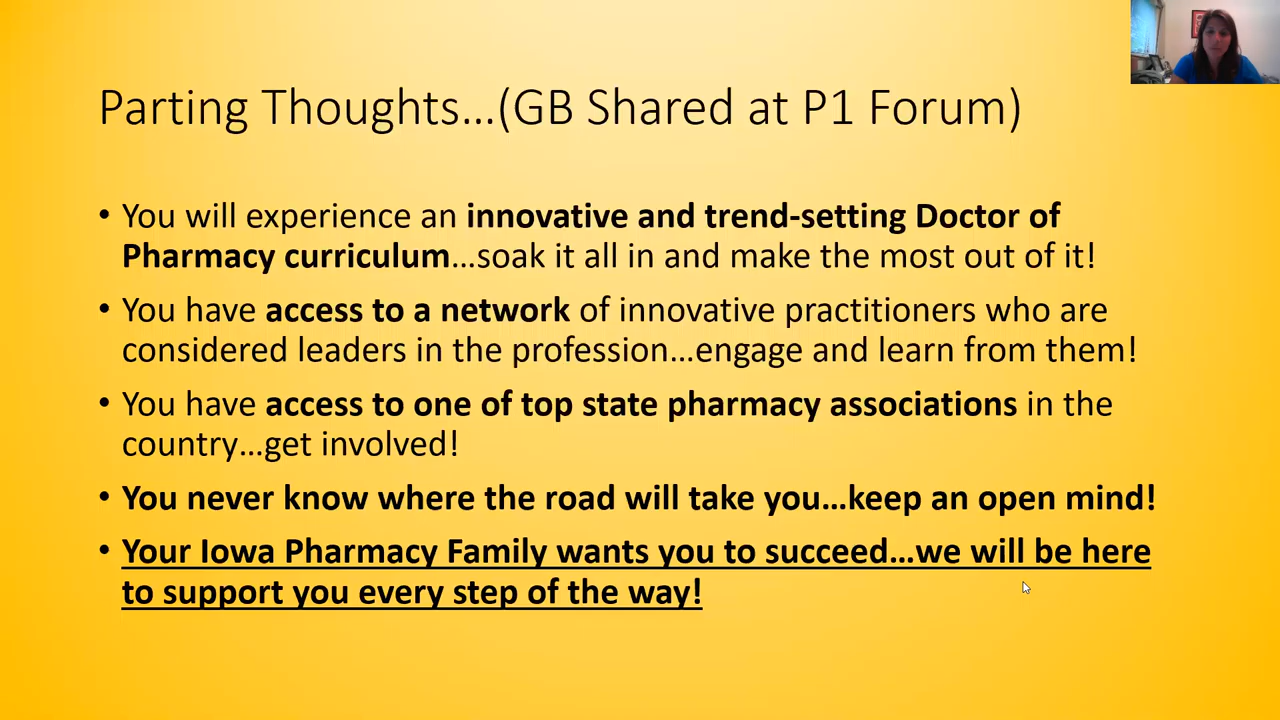 Parting Thoughts…(GB Shared at P1 Forum)
• You will experience an innovative and trend-setting Doctor of
Pharmacy curriculum…soak it all in and make the most out of it!
• You have access to a network of innovative practitioners who are
considered leaders in the profession…engage and learn from them!
• You have access to one of top state pharmacy associations in the
country…get involved!
• You never know where the road will take you…keep an open mind!
• Your Iowa Pharmacy Family wants you to succeed…we will be here
to support you every step of the way!